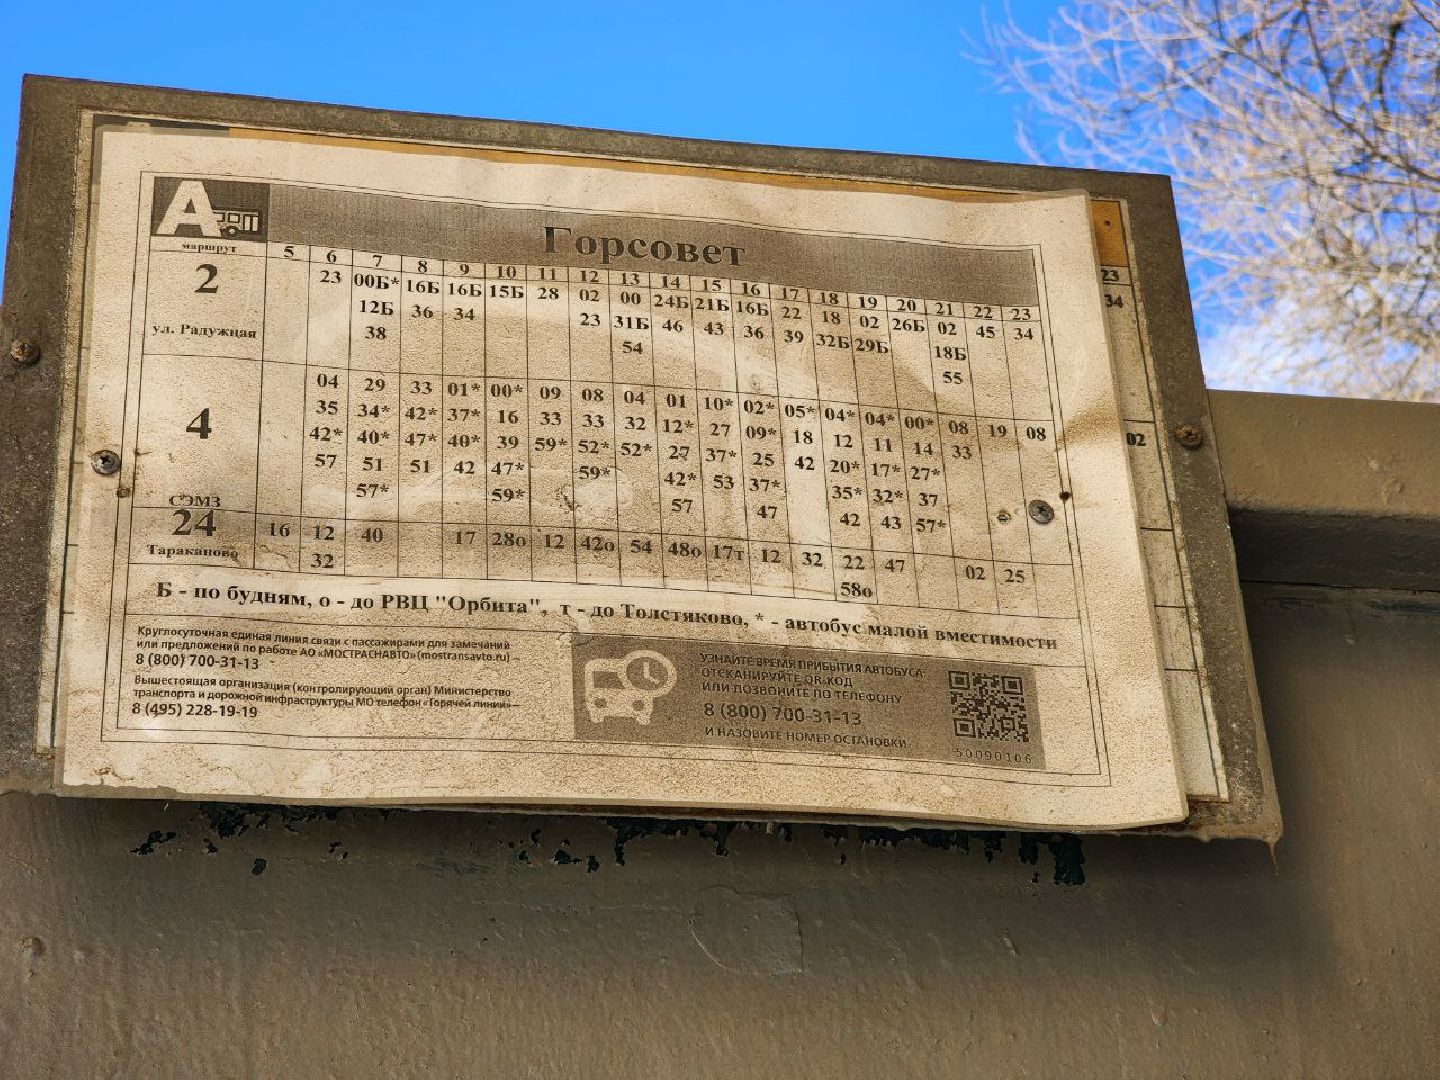 А
Горсовет
маршрут 5 6 7 8 9 10 11 12 13 14 15 16 17 18 19 20 21 22 23
2 23 00Б* 16Б 16Б 15Б 28 02 00 24Б 21Б 16Б 22 18 02 26Б 02 45 34
12Б 36 34 23 31Б 46 43 36 39 32Б 29Б 18Б
ул. Радужная 38 54 55
04 29 33 01* 00* 09 08 04 01 10* 02* 05* 04* 04* 00* 08 19 08
4 35 34* 42* 37* 16 33 33 32 12* 27 09* 18 12 11 14 33
42* 40* 47* 40* 39 59* 52* 52* 27 37* 25 42 20* 17* 27*
57 51 51 42 47* 59* 42* 53 37* 35* 32* 37
СЭМЗ 57* 59* 57 47 42 43 57*
24 16 12 40 17 28о 12 42о 54 48о 17т 12 32 22 47 02 25
Тараканово 32 58о
Б - по будням, о - до РВЦ "Орбита", т - до Толстяково, * - автобус малой вместимости
Круглосуточная единая линия связи с пассажирами для замечаний
или предложений по работе АО «МОСТРАСНАВТО» (mostransavto.ru) –
8 (800) 700-31-13
Вышестоящая организация (контролирующий орган) Министерство
транспорта и дорожной инфраструктуры МО телефон «Горячей линии» –
8 (495) 228-19-19
УЗНАЙТЕ ВРЕМЯ ПРИБЫТИЯ АВТОБУСА
ОТСКАНИРУЙТЕ QR-КОД
ИЛИ ПОЗВОНИТЕ ПО ТЕЛЕФОНУ
8 (800) 700-31-13
И НАЗОВИТЕ НОМЕР ОСТАНОВКИ
50090106
23
34
02